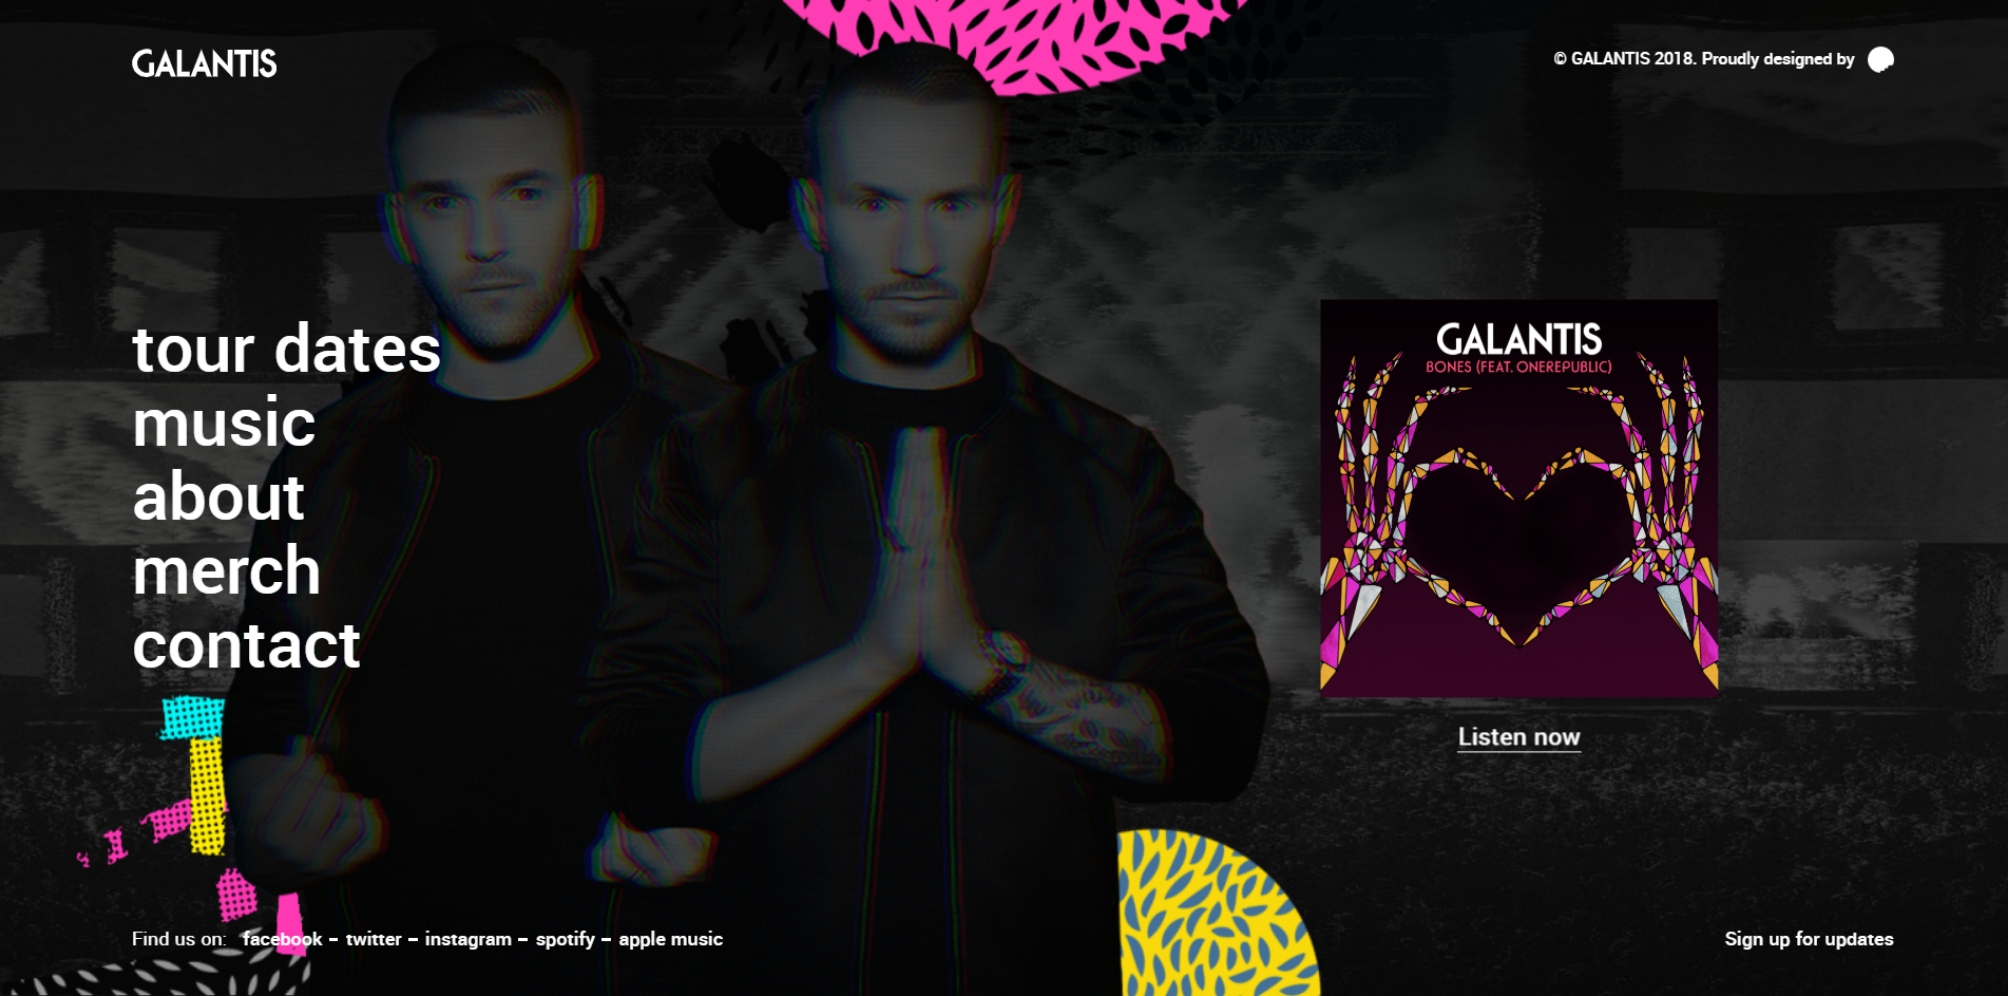 GALANTIS
© GALANTIS 2018. Proudly designed by
tour dates
music
about
merch
contact
GALANTIS
BONES (FEAT. ONEREPUBLIC)
Listen now
Find us on: facebook – twitter – instagram – spotify – apple music
Sign up for updates